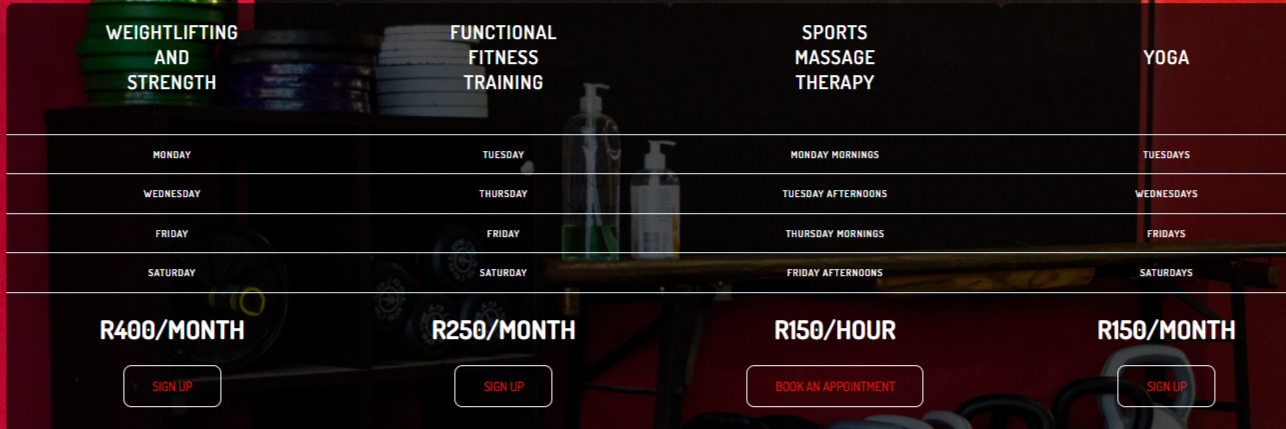 WEIGHTLIFTING
AND
STRENGTH
MONDAY
WEDNESDAY
FRIDAY
SATURDAY
R400/MONTH
SIGN UP
FUNCTIONAL
FITNESS
TRAINING
TUESDAY
THURSDAY
FRIDAY
SATURDAY
R250/MONTH
SIGN UP
SPORTS
MASSAGE
THERAPY
MONDAY MORNINGS
TUESDAY AFTERNOONS
THURSDAY MORNINGS
FRIDAY AFTERNOONS
R150/HOUR
BOOK AN APPOINTMENT
YOGA
TUESDAYS
WEDNESDAYS
FRIDAYS
SATURDAYS
R150/MONTH
SIGN UP